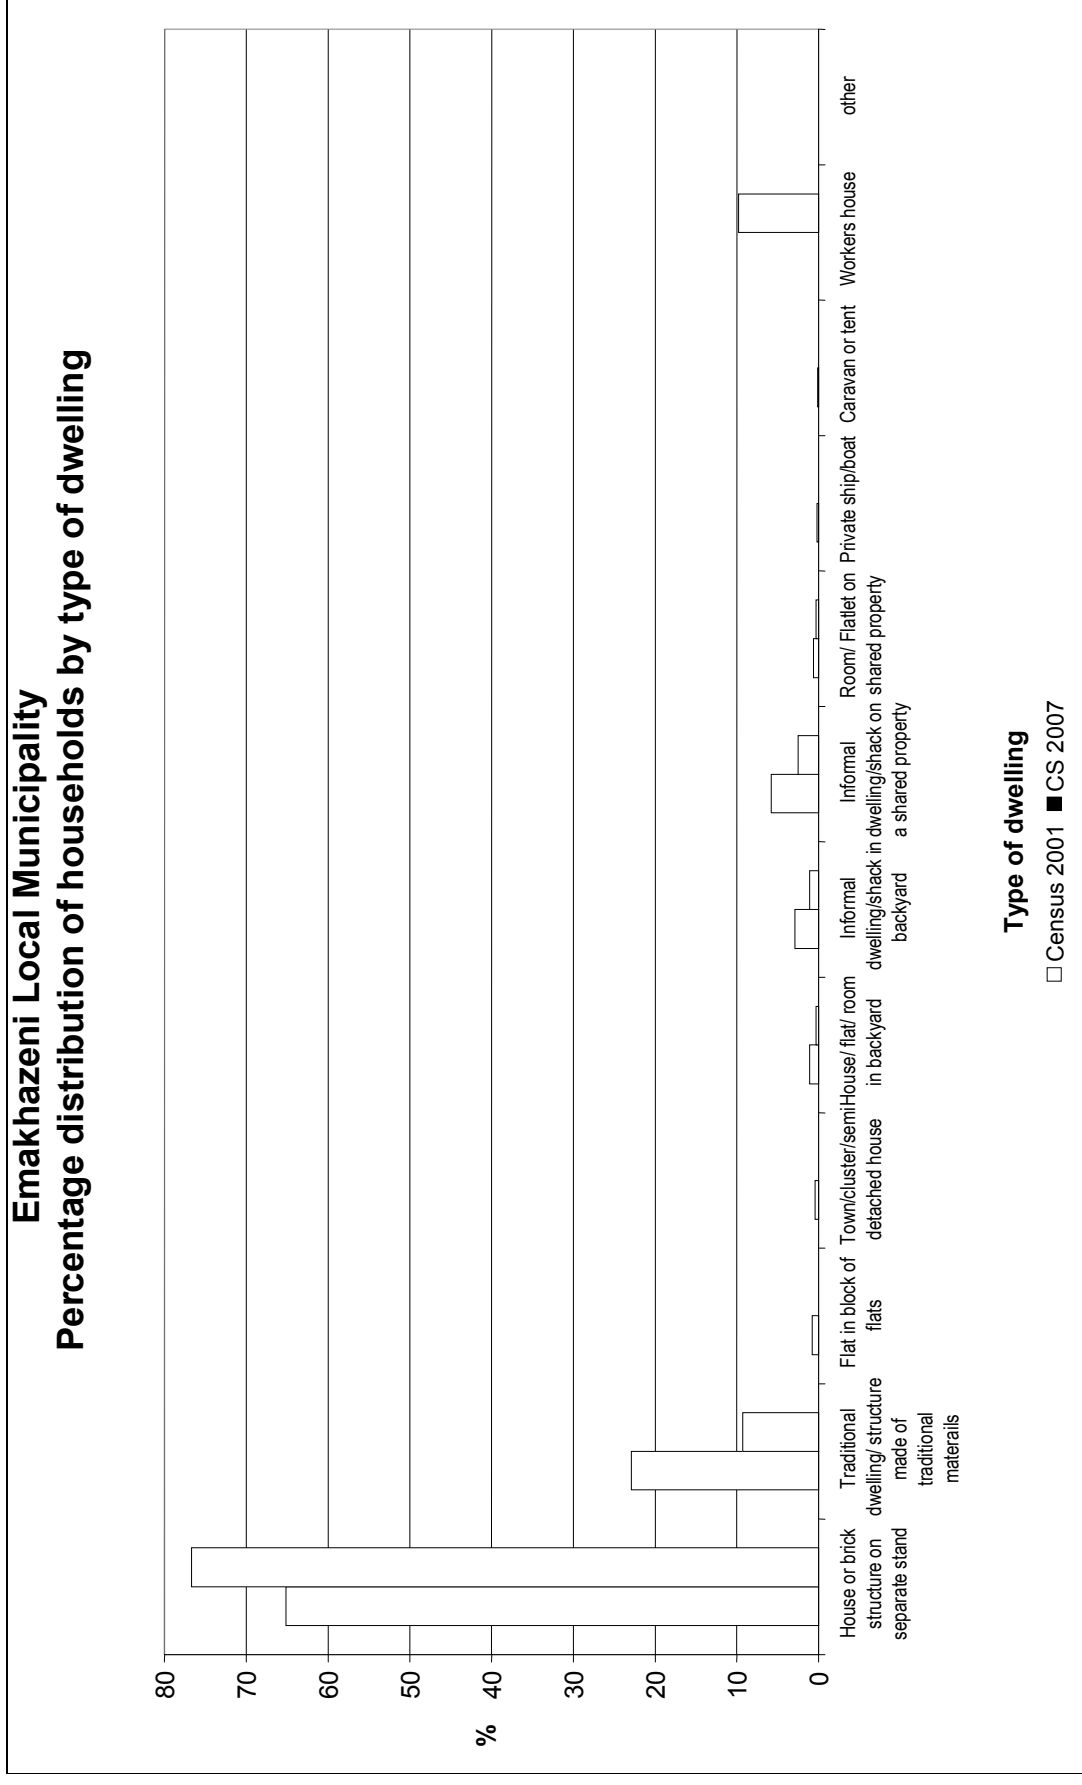 Emakhazeni Local Municipality
Percentage distribution of households by type of dwelling
%
80
70
60
50
40
30
20
10
0
House or brick
structure on
separate stand
Traditional
dwelling/ structure
made of
traditional
materails
Flat in block of
flats
Town/cluster/semi
detached house
House/ flat/ room
in backyard
Informal
dwelling/shack in
backyard
Informal
dwelling/shack on
a shared property
Room/ Flatlet on
shared property
Private ship/boat
Caravan or tent
Workers house
other
Type of dwelling
Census 2001 CS 2007